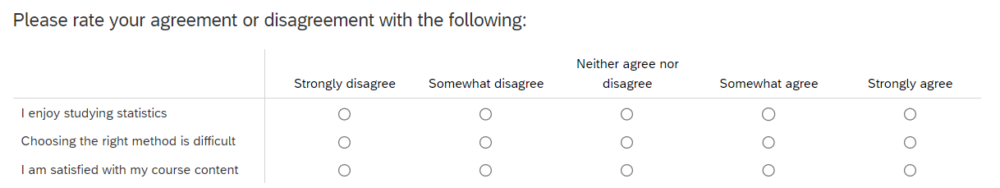 Please rate your agreement or disagreement with the following:
Strongly disagree Somewhat disagree Neither agree nor disagree Somewhat agree Strongly agree
I enjoy studying statistics
Choosing the right method is difficult
I am satisfied with my course content